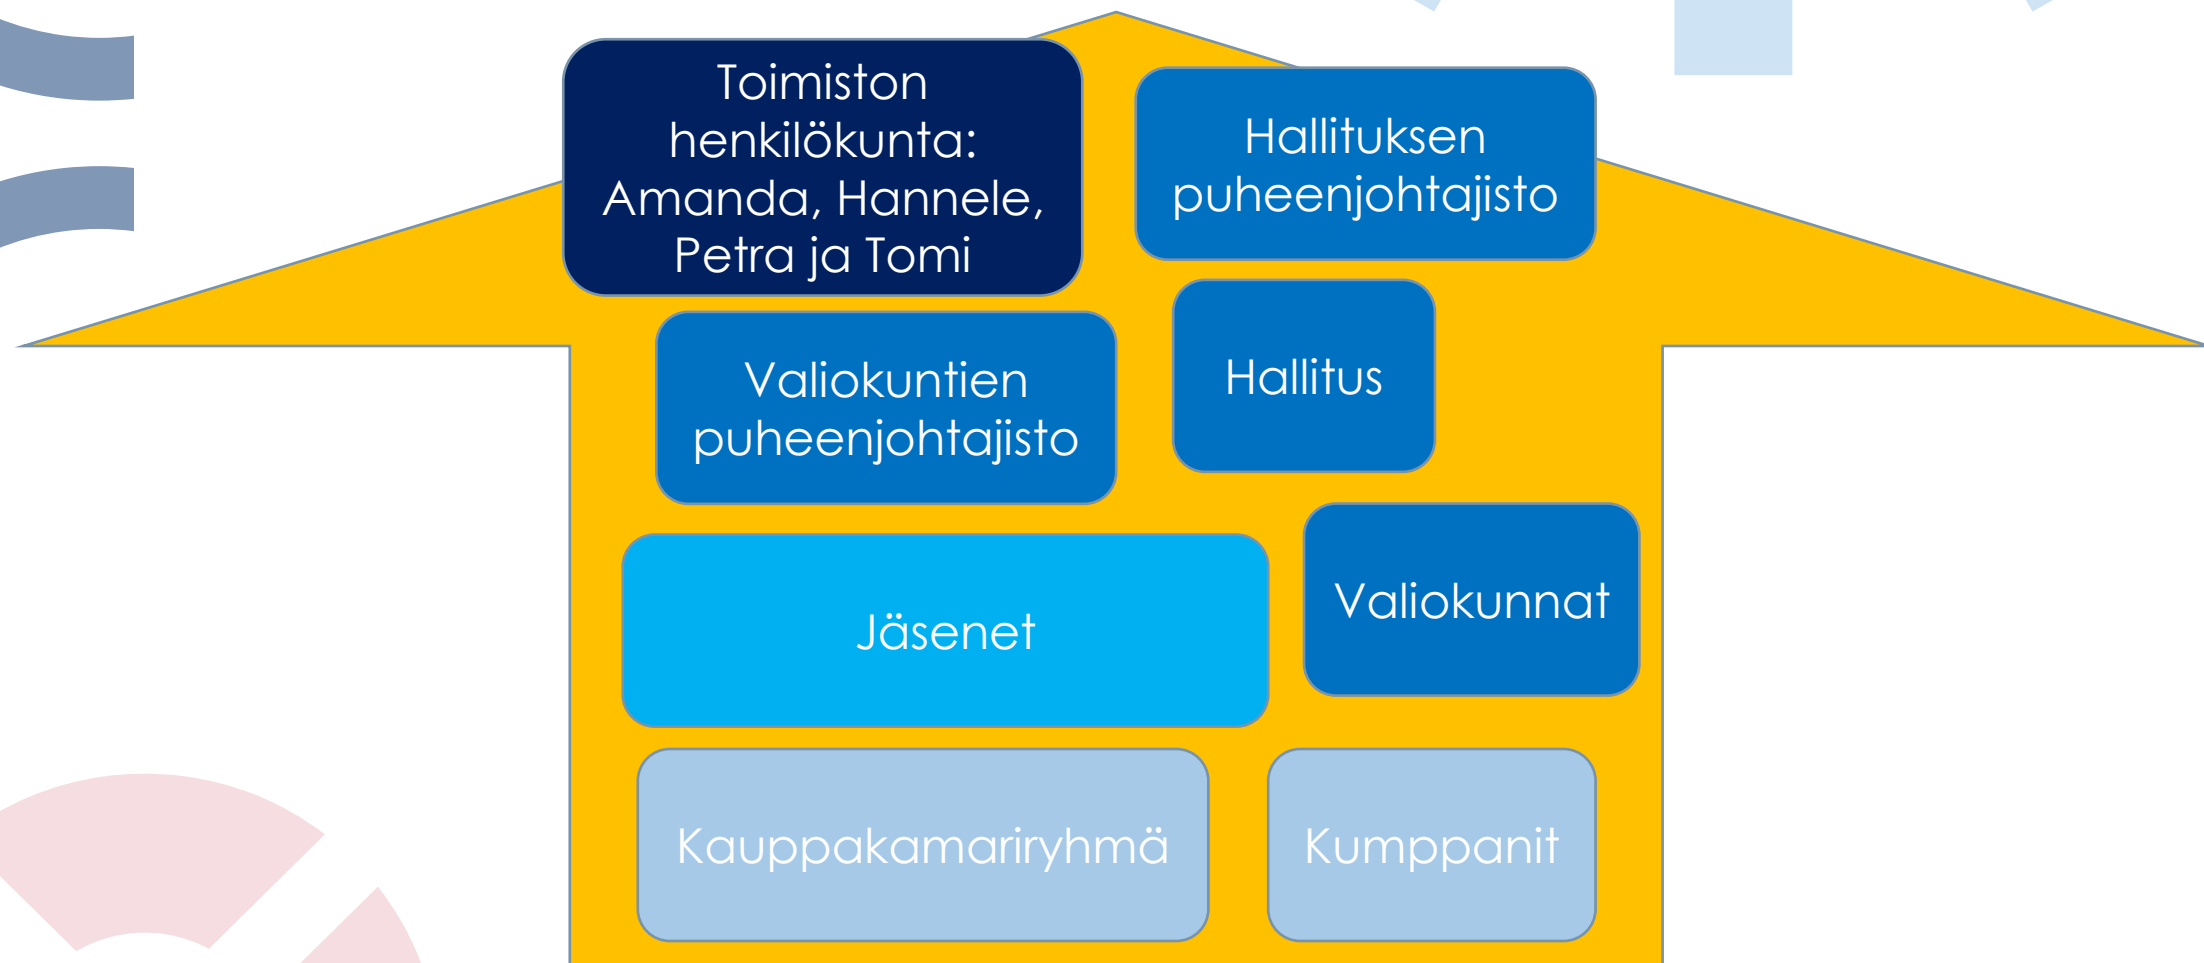 Toimiston
henkilökunta:
Amanda, Hannele,
Petra ja Tomi
Hallituksen
puheenjohtajisto
Valiokuntien
puheenjohtajisto
Hallitus
Jäsenet
Valiokunnat
Kauppakamariryhmä
Kumppanit